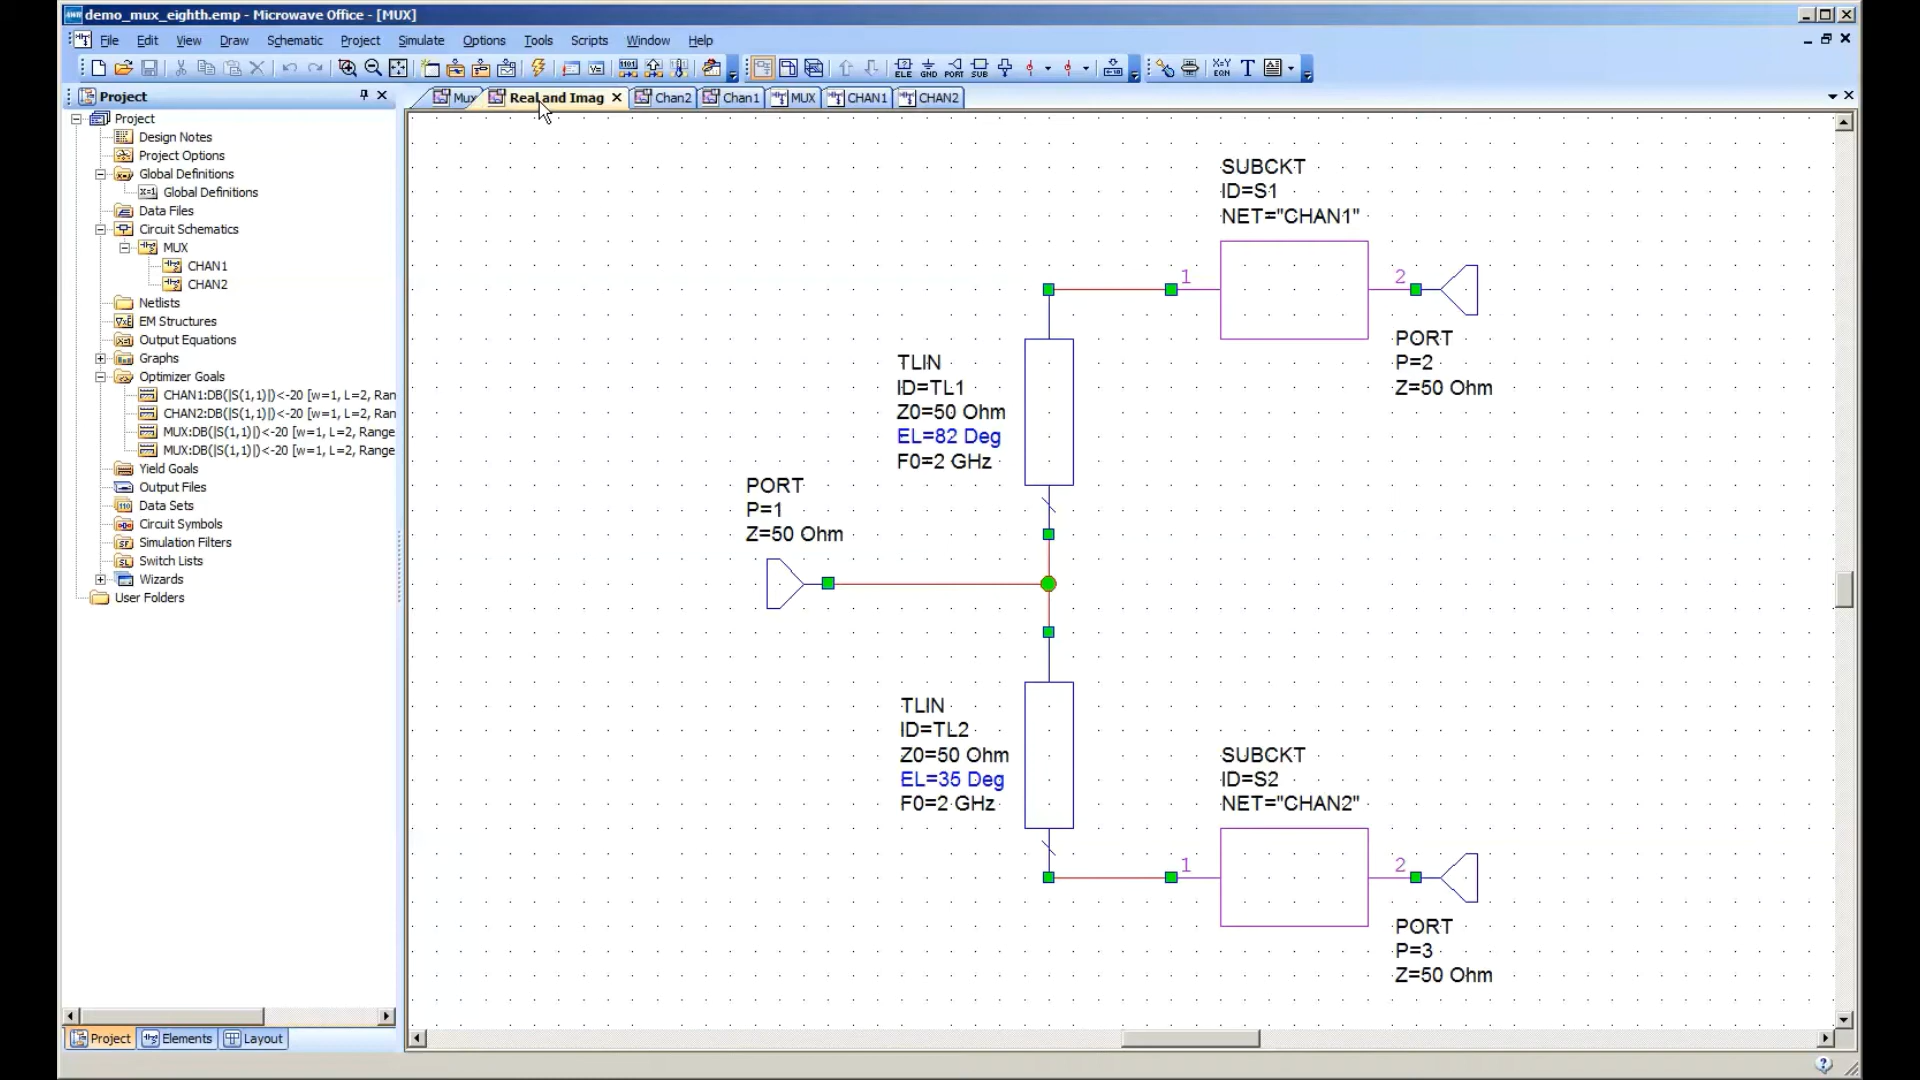 demo_mux_eighth.emp - Microwave Office - [MUX]
File Edit View Draw Schematic Project Simulate Options Tools Scripts Window Help
ELE GND PORT SUB
X=Y EQN T
Project
Mux Real and Imag Chan2 Chan1 MUX CHAN1 CHAN2
Project
Design Notes
Project Options
Global Definitions
Global Definitions
Data Files
Circuit Schematics
MUX
CHAN1
CHAN2
Netlists
EM Structures
Output Equations
Graphs
Optimizer Goals
CHAN1:DB(|S(1,1)|)<-20 [w=1, L=2, Ran
CHAN2:DB(|S(1,1)|)<-20 [w=1, L=2, Ran
MUX:DB(|S(1,1)|)<-20 [w=1, L=2, Range
MUX:DB(|S(1,1)|)<-20 [w=1, L=2, Range
Yield Goals
Output Files
Data Sets
Circuit Symbols
Simulation Filters
Switch Lists
Wizards
User Folders
Project Elements Layout
SUBCKT
ID=S1
NET="CHAN1"
1
2
PORT
P=2
Z=50 Ohm
TLIN
ID=TL1
Z0=50 Ohm
EL=82 Deg
F0=2 GHz
PORT
P=1
Z=50 Ohm
TLIN
ID=TL2
Z0=50 Ohm
EL=35 Deg
F0=2 GHz
SUBCKT
ID=S2
NET="CHAN2"
1
2
PORT
P=3
Z=50 Ohm